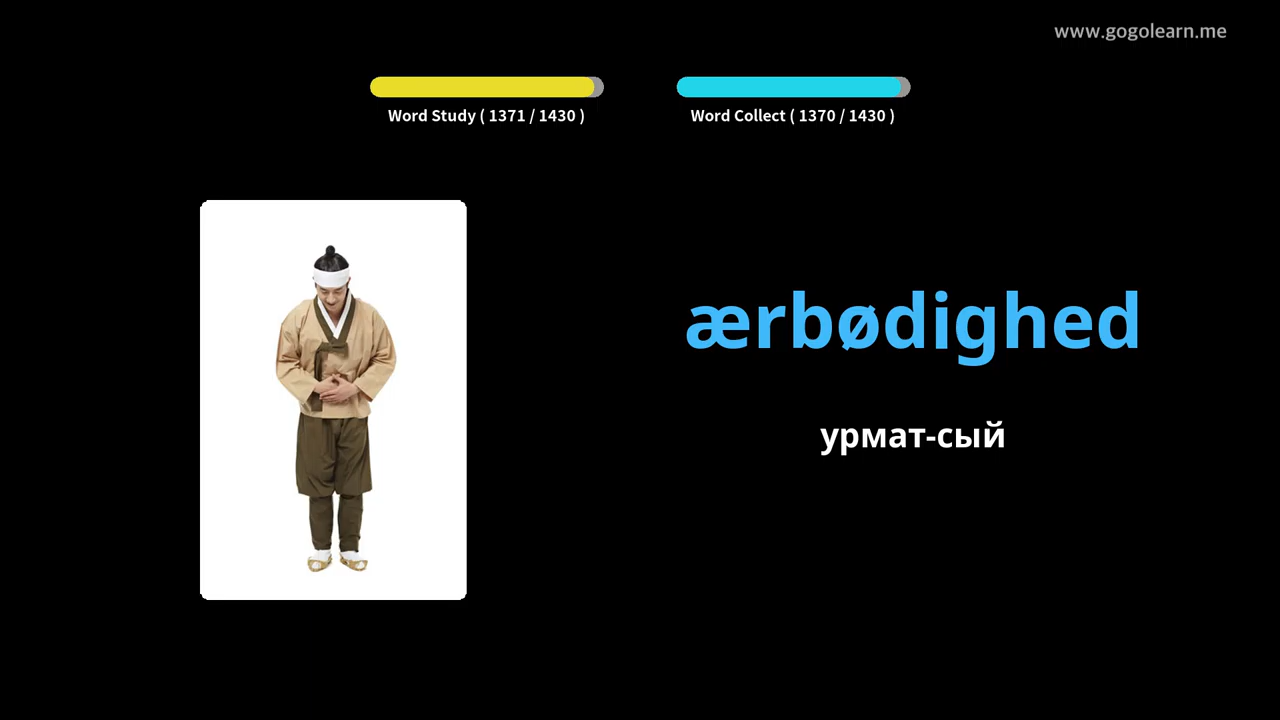 www.gogolearn.me
Word Study ( 1371 / 1430 )
Word Collect ( 1370 / 1430 )
ærbødighed
урмат-сый